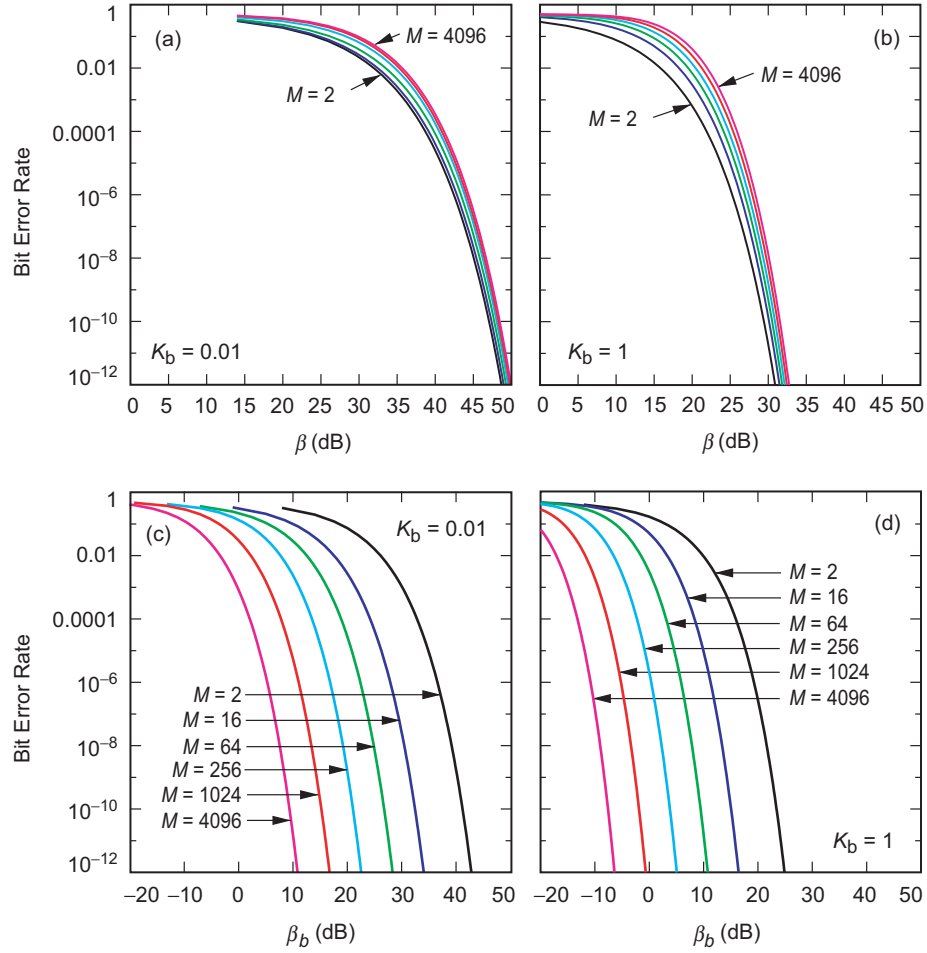 (a)
M = 4096
M = 2
K_b = 0.01
Bit Error Rate
1
0.01
0.0001
10⁻⁶
10⁻⁸
10⁻¹⁰
10⁻¹²
0 5 10 15 20 25 30 35 40 45 50
β (dB)
(b)
M = 4096
M = 2
K_b = 1
0 5 10 15 20 25 30 35 40 45 50
β (dB)
(c)
K_b = 0.01
M = 2
M = 16
M = 64
M = 256
M = 1024
M = 4096
Bit Error Rate
1
0.01
0.0001
10⁻⁶
10⁻⁸
10⁻¹⁰
10⁻¹²
−20 −10 0 10 20 30 40 50
β_b (dB)
(d)
M = 2
M = 16
M = 64
M = 256
M = 1024
M = 4096
K_b = 1
−20 −10 0 10 20 30 40 50
β_b (dB)